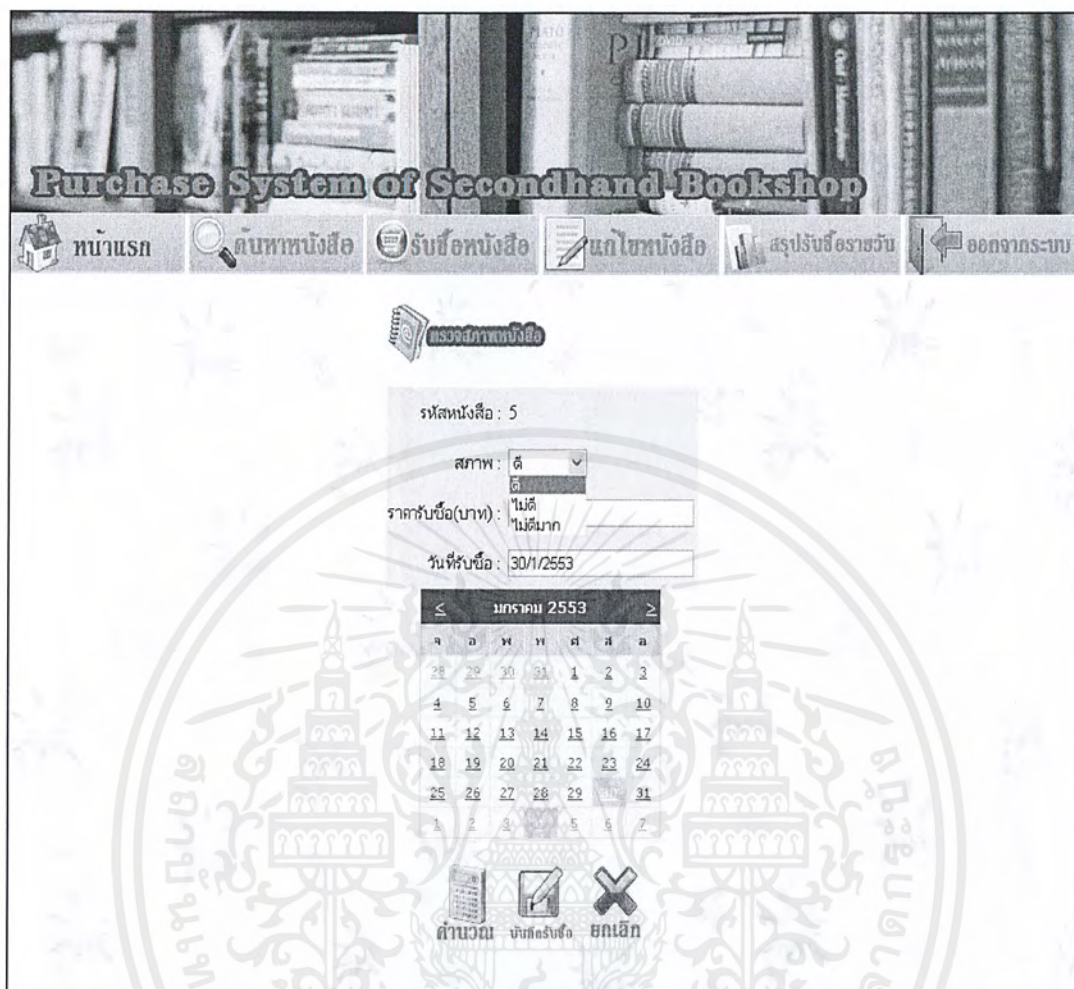 Purchase System of Secondhand Bookshop
หน้าแรก ค้นหาหนังสือ รับซื้อหนังสือ แก้ไขหนังสือ สรุปรับซื้อรายวัน ออกจากระบบ
ตรวจสภาพหนังสือ
รหัสหนังสือ : 5
สภาพ : ดี
ดี
ไม่ดี
ราคารับซื้อ(บาท) :
ไม่ดีมาก
วันที่รับซื้อ : 30/1/2553
< มกราคม 2553 >
จ อ พ พ ศ ส อ
28 29 30 31 1 2 3
4 5 6 7 8 9 10
11 12 13 14 15 16 17
18 19 20 21 22 23 24
25 26 27 28 29 30 31
1 2 3 5 6 7
คำนวณ บันทึกรับซื้อ ยกเลิก